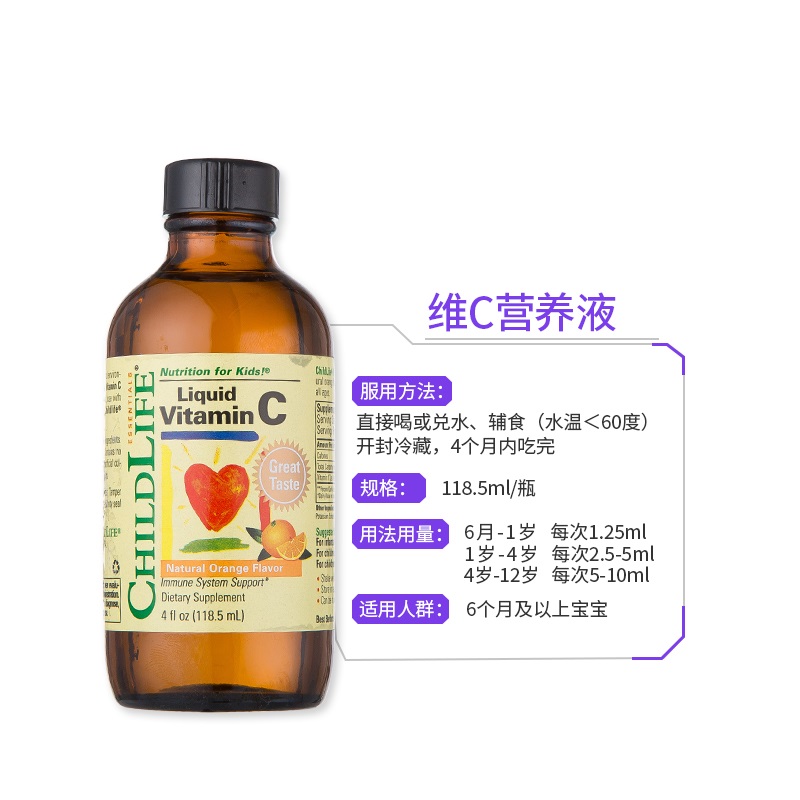 维C营养液
服用方法：
直接喝或兑水、辅食（水温＜60度）
开封冷藏，4个月内吃完
规格： 118.5ml/瓶
用法用量： 6月-1岁 每次1.25ml
1岁-4岁 每次2.5-5ml
4岁-12岁 每次5-10ml
适用人群： 6个月及以上宝宝
CHILDLIFE®
ESSENTIALS
Nutrition for Kids!®
Liquid
Vitamin C
Great
Taste
Natural Orange Flavor
Immune System Support*
Dietary Supplement
4 fl oz (118.5 mL)